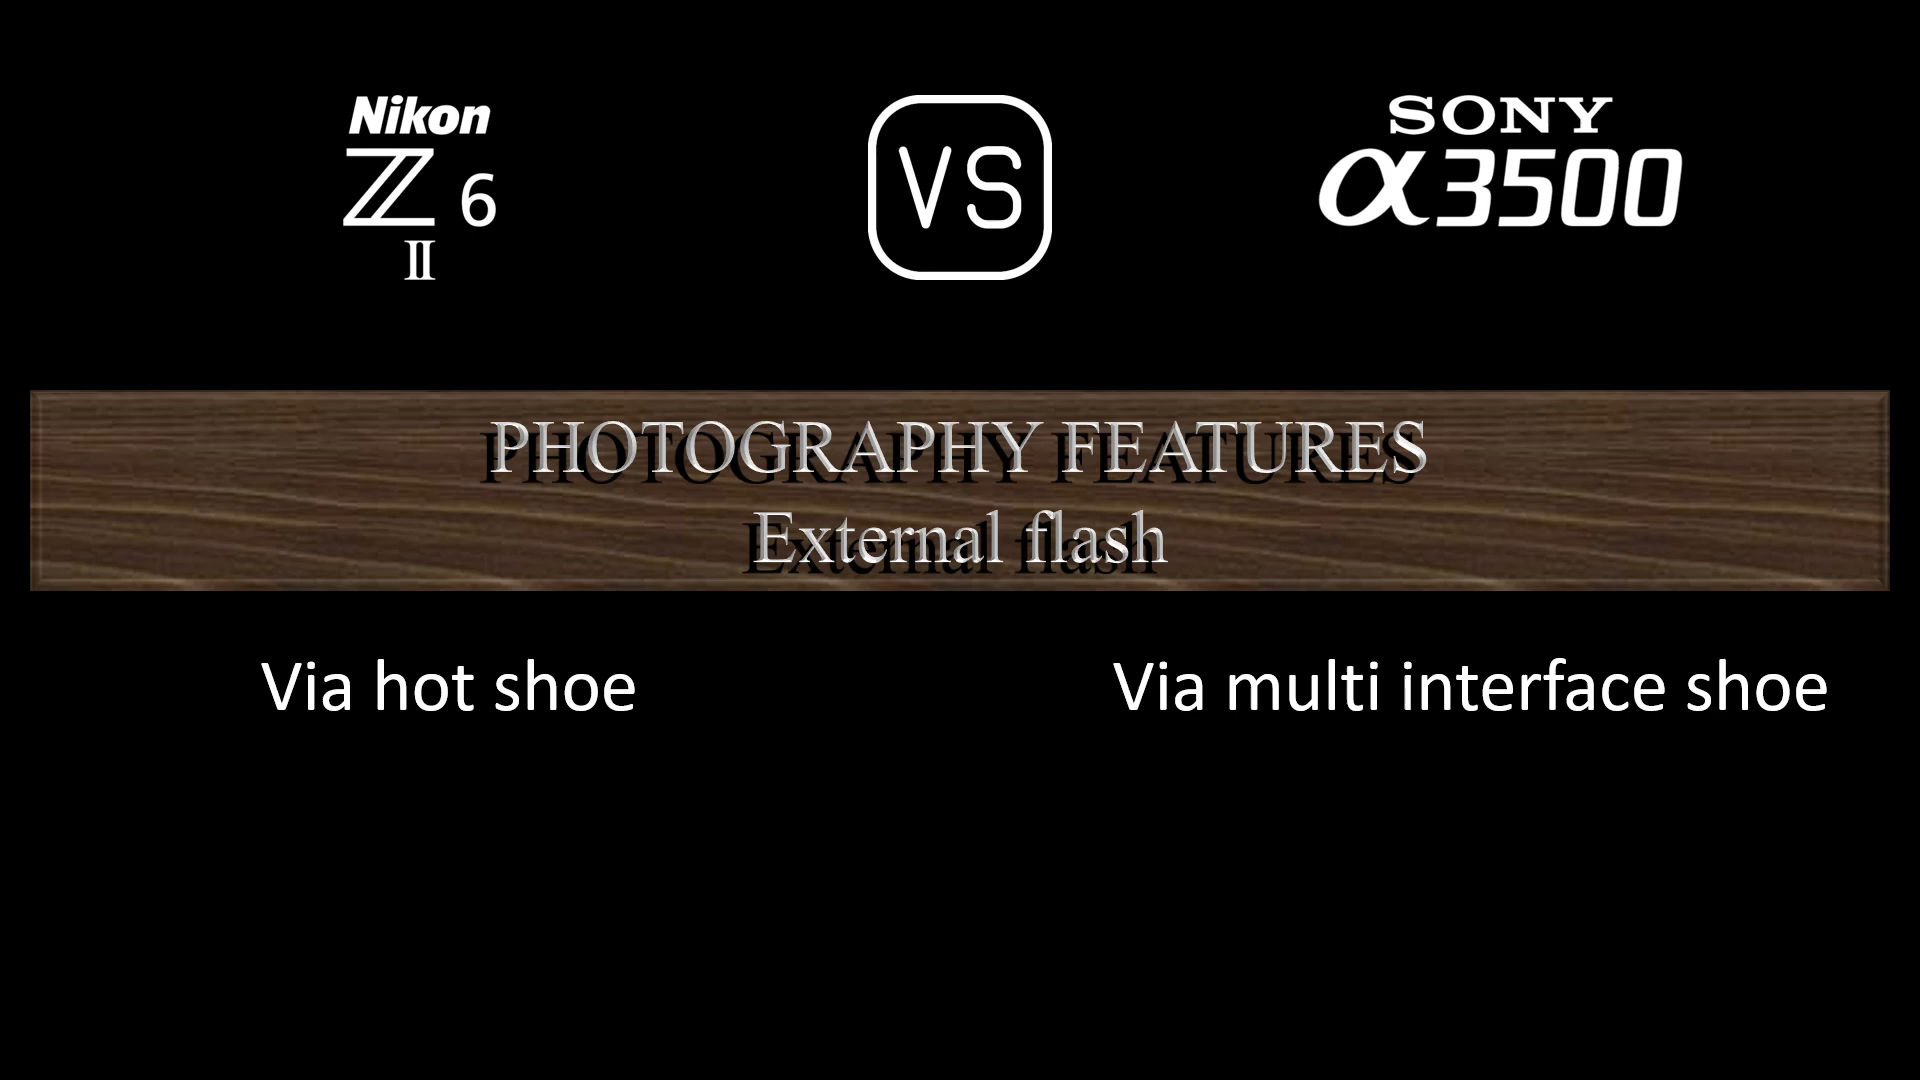 Nikon
Z 6
II
VS
SONY
α3500
PHOTOGRAPHY FEATURES
External flash
Via hot shoe
Via multi interface shoe